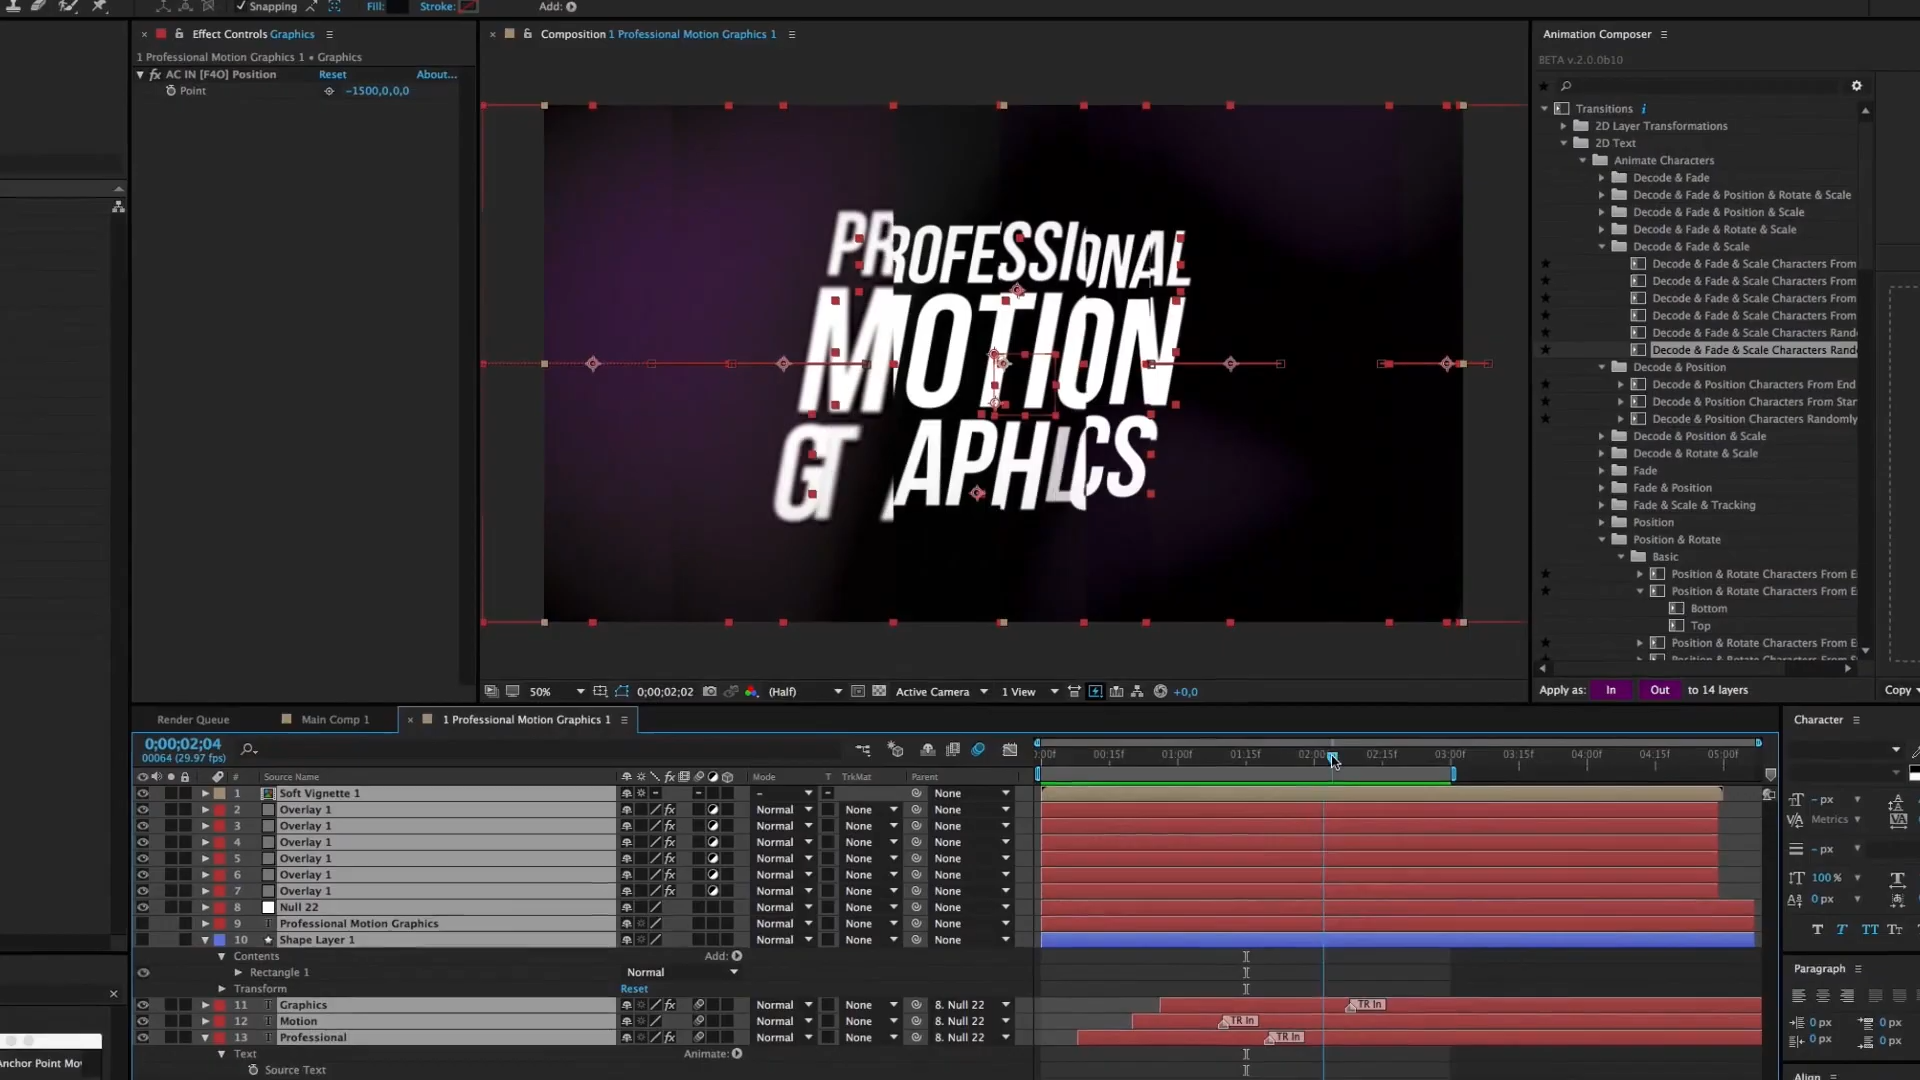 Snapping
Fill:
Stroke:
Add:
Effect Controls Graphics
1 Professional Motion Graphics 1 • Graphics
fx AC IN [F4O] Position Reset About...
Point -1500,0,0,0
Composition 1 Professional Motion Graphics 1
PROFESSIONAL
MOTION
50% 0;00;02;02 (Half) Active Camera 1 View +0,0
Animation Composer
BETA v.2.0.0b10
Transitions i
2D Layer Transformations
2D Text
Animate Characters
Decode & Fade
Decode & Fade & Position & Rotate & Scale
Decode & Fade & Position & Scale
Decode & Fade & Rotate & Scale
Decode & Fade & Scale
Decode & Fade & Scale Characters From
Decode & Fade & Scale Characters From
Decode & Fade & Scale Characters From
Decode & Fade & Scale Characters From
Decode & Fade & Scale Characters Rand
Decode & Fade & Scale Characters Rand
Decode & Position
Decode & Position Characters From End
Decode & Position Characters From Star
Decode & Position Characters Randomly
Decode & Position & Scale
Decode & Rotate & Scale
Fade
Fade & Position
Fade & Scale & Tracking
Position
Position & Rotate
Basic
Position & Rotate Characters From E
Position & Rotate Characters From E
Bottom
Top
Position & Rotate Characters From E
Apply as: In Out to 14 layers Copy
Render Queue Main Comp 1 1 Professional Motion Graphics 1
0;00;02;04
00064 (29.97 fps)
:00f 00:15f 01:00f 01:15f 02:00f 02:15f 03:00f 03:15f 04:00f 04:15f 05:00f
# Source Name Mode T TrkMat Parent
1 Soft Vignette 1 - None
2 Overlay 1 fx Normal None None
3 Overlay 1 fx Normal None None
4 Overlay 1 fx Normal None None
5 Overlay 1 fx Normal None None
6 Overlay 1 fx Normal None None
7 Overlay 1 fx Normal None None
8 Null 22 Normal None None
9 T Professional Motion Graphics Normal None None
10 Shape Layer 1 Normal None None
Contents Add:
Rectangle 1 Normal
Transform Reset
11 T Graphics fx Normal None 8. Null 22 TR In
12 T Motion Normal None 8. Null 22 TR In
13 T Professional Normal None 8. Null 22 TR In
Text Animate:
Source Text
Anchor Point Mov
Character
- px
Metrics
- px
100%
0 px
T T TT Tr
Paragraph
0 px 0 px
0 px 0 px
Align